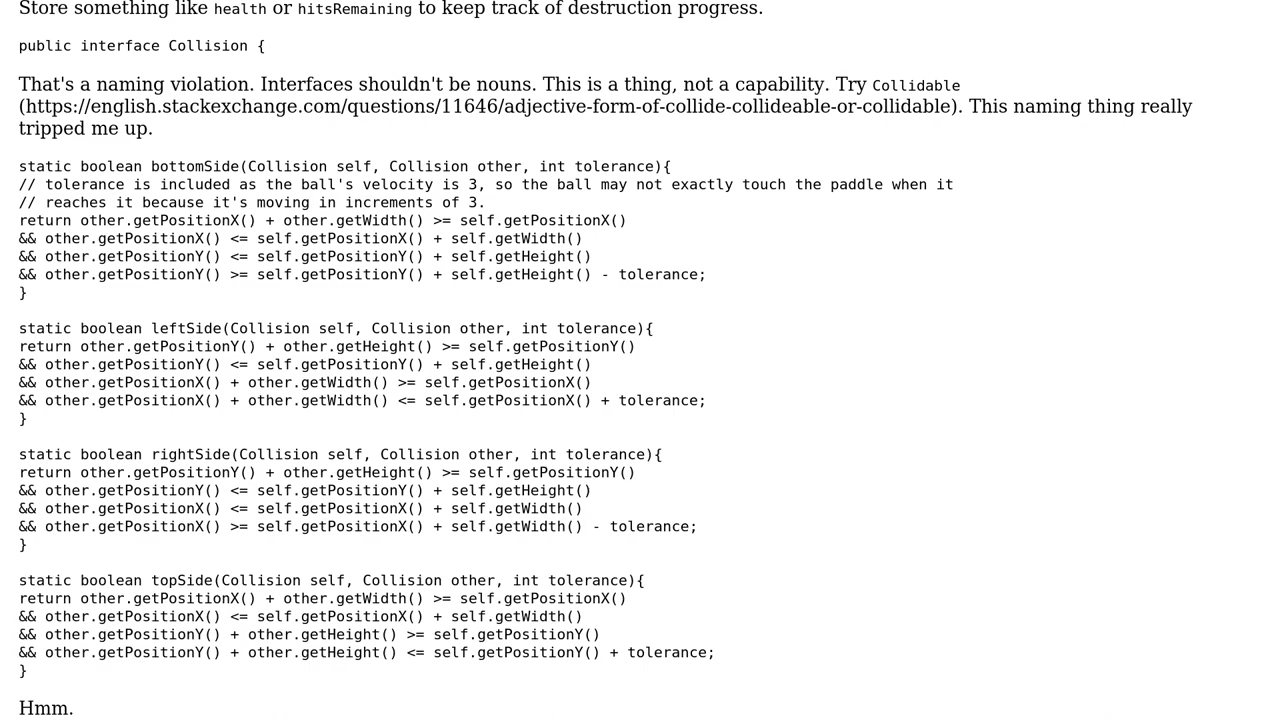 Store something like health or hitsRemaining to keep track of destruction progress.
public interface Collision {
That's a naming violation. Interfaces shouldn't be nouns. This is a thing, not a capability. Try Collidable
(https://english.stackexchange.com/questions/11646/adjective-form-of-collide-collideable-or-collidable). This naming thing really
tripped me up.
static boolean bottomSide(Collision self, Collision other, int tolerance){
// tolerance is included as the ball's velocity is 3, so the ball may not exactly touch the paddle when it
// reaches it because it's moving in increments of 3.
return other.getPositionX() + other.getWidth() >= self.getPositionX()
&& other.getPositionX() <= self.getPositionX() + self.getWidth()
&& other.getPositionY() <= self.getPositionY() + self.getHeight()
&& other.getPositionY() >= self.getPositionY() + self.getHeight() - tolerance;
}
static boolean leftSide(Collision self, Collision other, int tolerance){
return other.getPositionY() + other.getHeight() >= self.getPositionY()
&& other.getPositionY() <= self.getPositionY() + self.getHeight()
&& other.getPositionX() + other.getWidth() >= self.getPositionX()
&& other.getPositionX() + other.getWidth() <= self.getPositionX() + tolerance;
}
static boolean rightSide(Collision self, Collision other, int tolerance){
return other.getPositionY() + other.getHeight() >= self.getPositionY()
&& other.getPositionY() <= self.getPositionY() + self.getHeight()
&& other.getPositionX() <= self.getPositionX() + self.getWidth()
&& other.getPositionX() >= self.getPositionX() + self.getWidth() - tolerance;
}
static boolean topSide(Collision self, Collision other, int tolerance){
return other.getPositionX() + other.getWidth() >= self.getPositionX()
&& other.getPositionX() <= self.getPositionX() + self.getWidth()
&& other.getPositionY() + other.getHeight() >= self.getPositionY()
&& other.getPositionY() + other.getHeight() <= self.getPositionY() + tolerance;
}
Hmm.